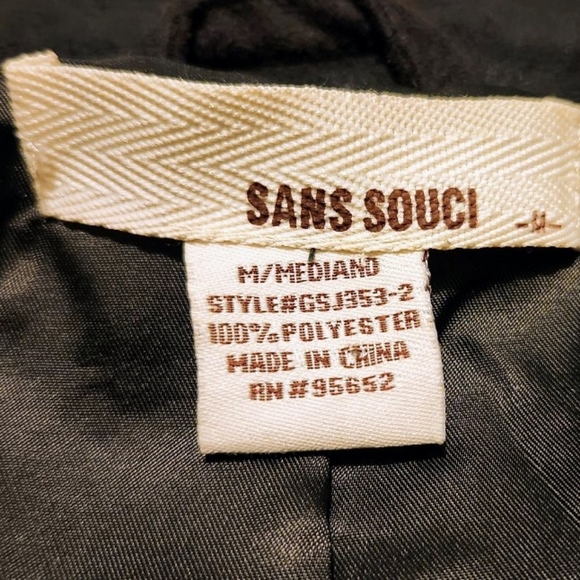 SANS SOUCI -M-
M/MEDIANO
STYLE#GSJ353-2
100% POLYESTER
MADE IN CHINA
RN#95652